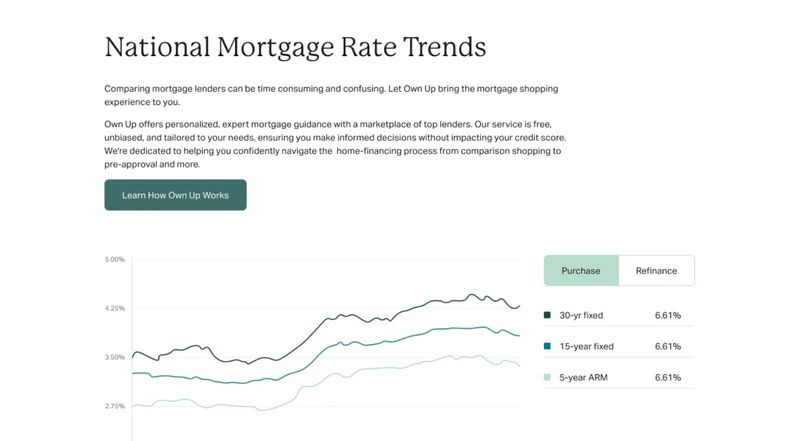 National Mortgage Rate Trends
Comparing mortgage lenders can be time consuming and confusing. Let Own Up bring the mortgage shopping
experience to you.
Own Up offers personalized, expert mortgage guidance with a marketplace of top lenders. Our service is free,
unbiased, and tailored to your needs, ensuring you make informed decisions without impacting your credit score.
We're dedicated to helping you confidently navigate the home-financing process from comparison shopping to
pre-approval and more.
Learn How Own Up Works
5.00%
4.25%
3.50%
2.75%
Purchase Refinance
30-yr fixed 6.61%
15-year fixed 6.61%
5-year ARM 6.61%